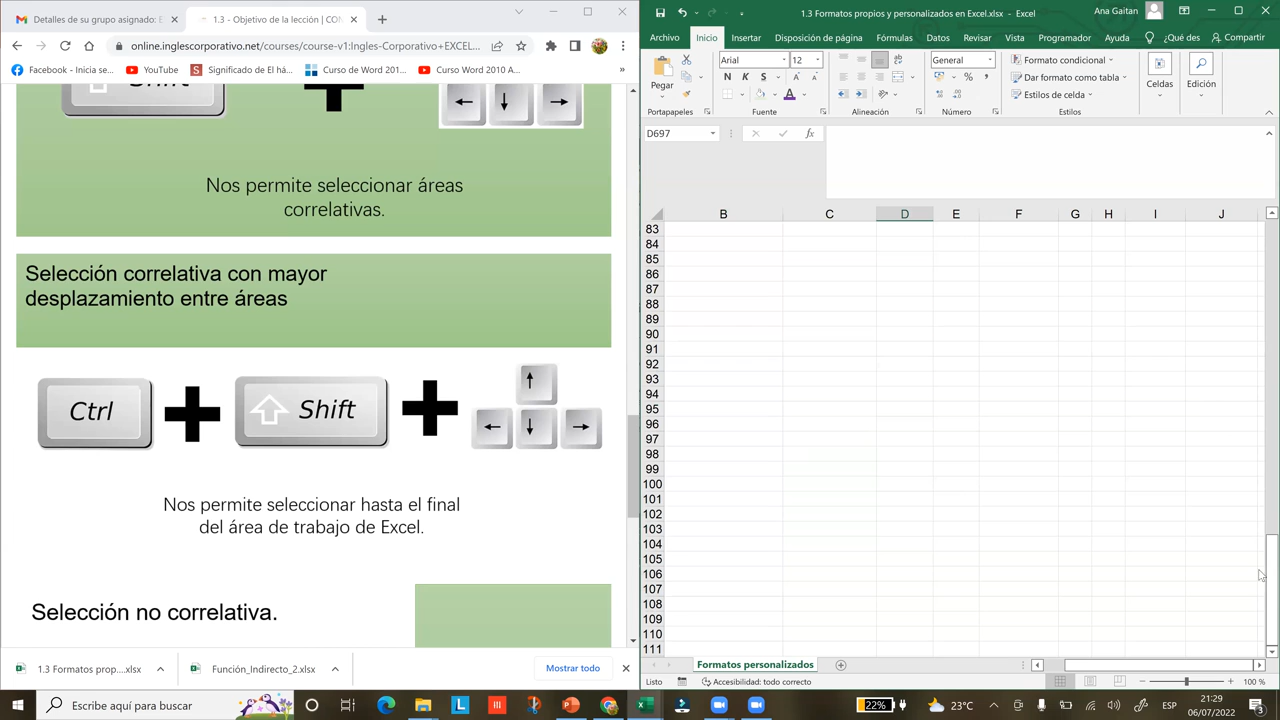 Detalles de su grupo asignado: E
1.3 - Objetivo de la lección | CON
online.inglescorporativo.net/courses/course-v1:Ingles-Corporativo+EXCEL...
Facebook - Inicia se...
YouTube
Significado de El há...
Curso de Word 201...
Curso Word 2010 A...
»
Shift
Nos permite seleccionar áreas
correlativas.
Selección correlativa con mayor
desplazamiento entre áreas
Ctrl
Shift
Nos permite seleccionar hasta el final
del área de trabajo de Excel.
Selección no correlativa.
1.3 Formatos prop....xlsx
Función_Indirecto_2.xlsx
Mostrar todo
1.3 Formatos propios y personalizados en Excel.xlsx - Excel
Ana Gaitan
Archivo Inicio Insertar Disposición de página Fórmulas Datos Revisar Vista Programador ¿Qué des Compartir
Pegar
Arial 12
N K S
General
% 000
Formato condicional
Dar formato como tabla
Estilos de celda
Celdas
Edición
Portapapeles Fuente Alineación Número Estilos
D697
fx
B C D E F G H I J
83
84
85
86
87
88
89
90
91
92
93
94
95
96
97
98
99
100
101
102
103
104
105
106
107
108
109
110
111
Formatos personalizados
Listo
Accesibilidad: todo correcto
100 %
Escribe aquí para buscar
22%
23°C
ESP
21:29
06/07/2022
3